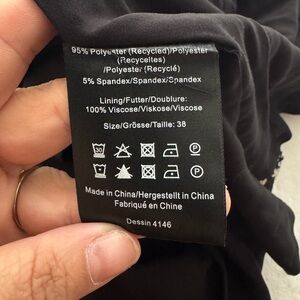 95% Polyester (Recycled)/Polyester
(Recyceltes)
/Polyester (Recyclé)
5% Spandex/Spandex/Spandex
Lining/Futter/Doublure:
100% Viscose/Viskose/Viscose
Size/Grösse/Taille: 38
Made in China/Hergestellt in China
Fabriqué en Chine
Dessin 4146